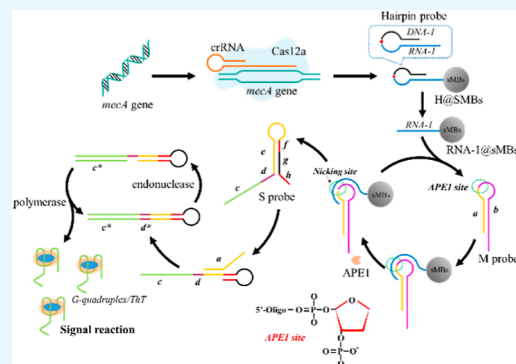 Hairpin probe
DNA-1
RNA-1
crRNA
Cas12a
mecA gene
mecA gene
sMBs
H@SMBs
RNA-1
sMBs
RNA-1@sMBs
e
f
g
d
h
c
S probe
Nicking site
sMBs
APE1 site
a
b
M probe
APE1
sMBs
c*
endonuclease
polymerase
c*
d*
a
c
d
G-quadruplex/ThT
Signal reaction
5'-Oligo
O
P
O
O
O
O⁻
O
O
P
O⁻
O
APE1 site